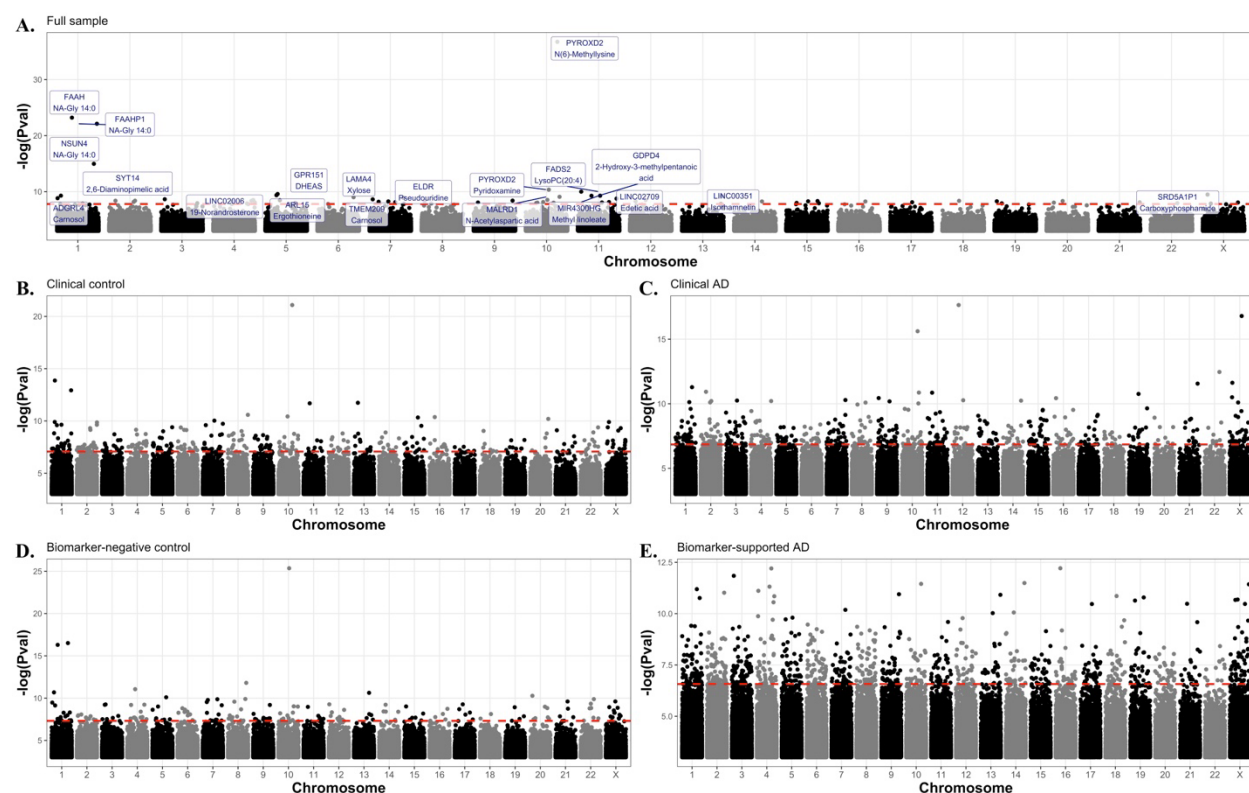 A. Full sample
PYROXD2
N(6)-Methyllysine
30
20
10
-log(Pval)
FAAH
NA-Gly 14:0
FAAHP1
NA-Gly 14:0
NSUN4
NA-Gly 14:0
SYT14
2,6-Diaminopimelic acid
ADGRL4
Carnosol
LINC02006
19-Norandrosterone
GPR151
DHEAS
ARL15
Ergothioneine
LAMA4
Xylose
TMEM209
Carnosol
ELDR
Pseudouridine
PYROXD2
Pyridoxamine
MALRD1
N-Acetylaspartic acid
FADS2
LysoPC(20:4)
GDPD4
2-Hydroxy-3-methylpentanoic
acid
MIR4300HG
Methyl linoleate
LINC02709
Edetic acid
LINC00351
Isorhamnelin
SRD5A1P1
Carboxyphosphamide
1 2 3 4 5 6 7 8 9 10 11 12 13 14 15 16 17 18 19 20 21 22 X
Chromosome
B. Clinical control
20
15
10
5
-log(Pval)
1 2 3 4 5 6 7 8 9 10 11 12 13 14 15 16 17 18 19 20 21 22 X
Chromosome
C. Clinical AD
15
10
5
-log(Pval)
1 2 3 4 5 6 7 8 9 10 11 12 13 14 15 16 17 18 19 20 21 22 X
Chromosome
D. Biomarker-negative control
25
20
15
10
5
-log(Pval)
1 2 3 4 5 6 7 8 9 10 11 12 13 14 15 16 17 18 19 20 21 22 X
Chromosome
E. Biomarker-supported AD
12.5
10.0
7.5
5.0
-log(Pval)
1 2 3 4 5 6 7 8 9 10 11 12 13 14 15 16 17 18 19 20 21 22 X
Chromosome